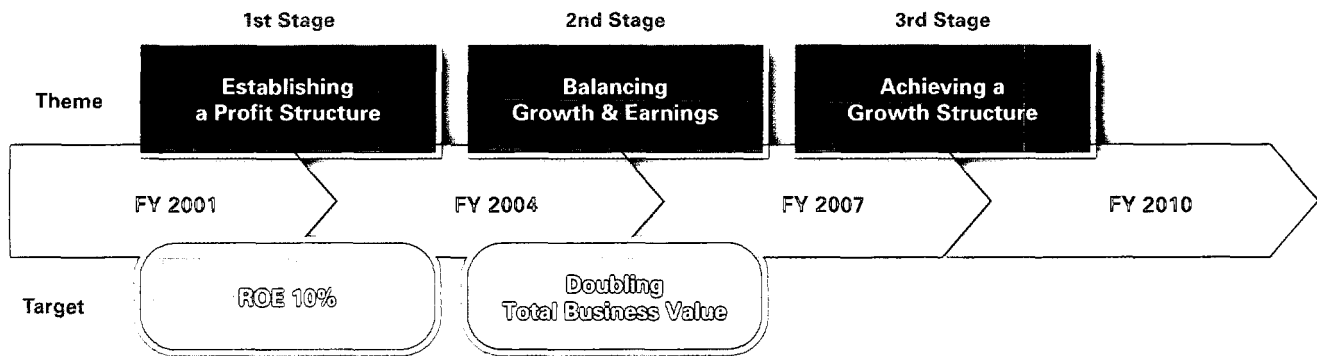 1st Stage
2nd Stage
3rd Stage
Theme
Establishing
a Profit Structure
Balancing
Growth & Earnings
Achieving a
Growth Structure
FY 2001
FY 2004
FY 2007
FY 2010
Target
ROE 10%
Doubling
Total Business Value